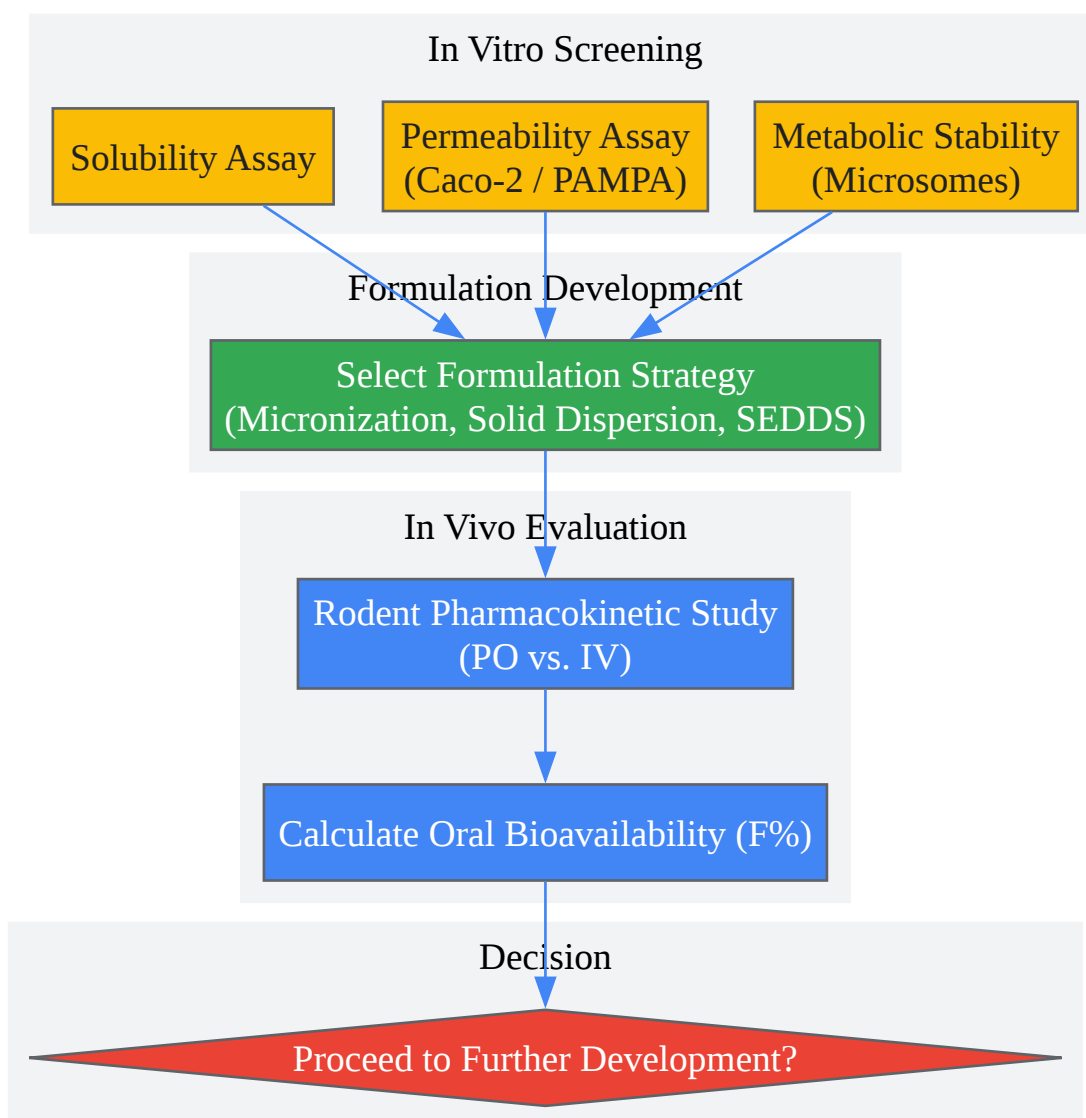 In Vitro Screening
Solubility Assay
Permeability Assay
(Caco-2 / PAMPA)
Metabolic Stability
(Microsomes)
Formulation Development
Select Formulation Strategy
(Micronization, Solid Dispersion, SEDDS)
In Vivo Evaluation
Rodent Pharmacokinetic Study
(PO vs. IV)
Calculate Oral Bioavailability (F%)
Decision
Proceed to Further Development?